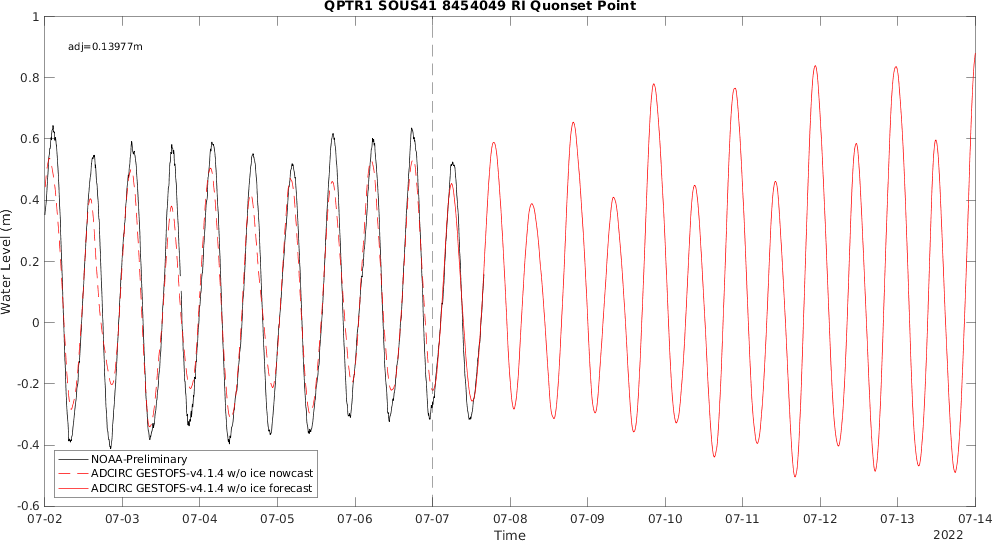 QPTR1 SOUS41 8454049 RI Quonset Point
1
adj=0.13977m
0.8
0.6
0.4
0.2
0
-0.2
-0.4
-0.6
Water Level (m)
NOAA-Preliminary
ADCIRC GESTOFS-v4.1.4 w/o ice nowcast
ADCIRC GESTOFS-v4.1.4 w/o ice forecast
07-02 07-03 07-04 07-05 07-06 07-07 07-08 07-09 07-10 07-11 07-12 07-13 07-14
Time
2022